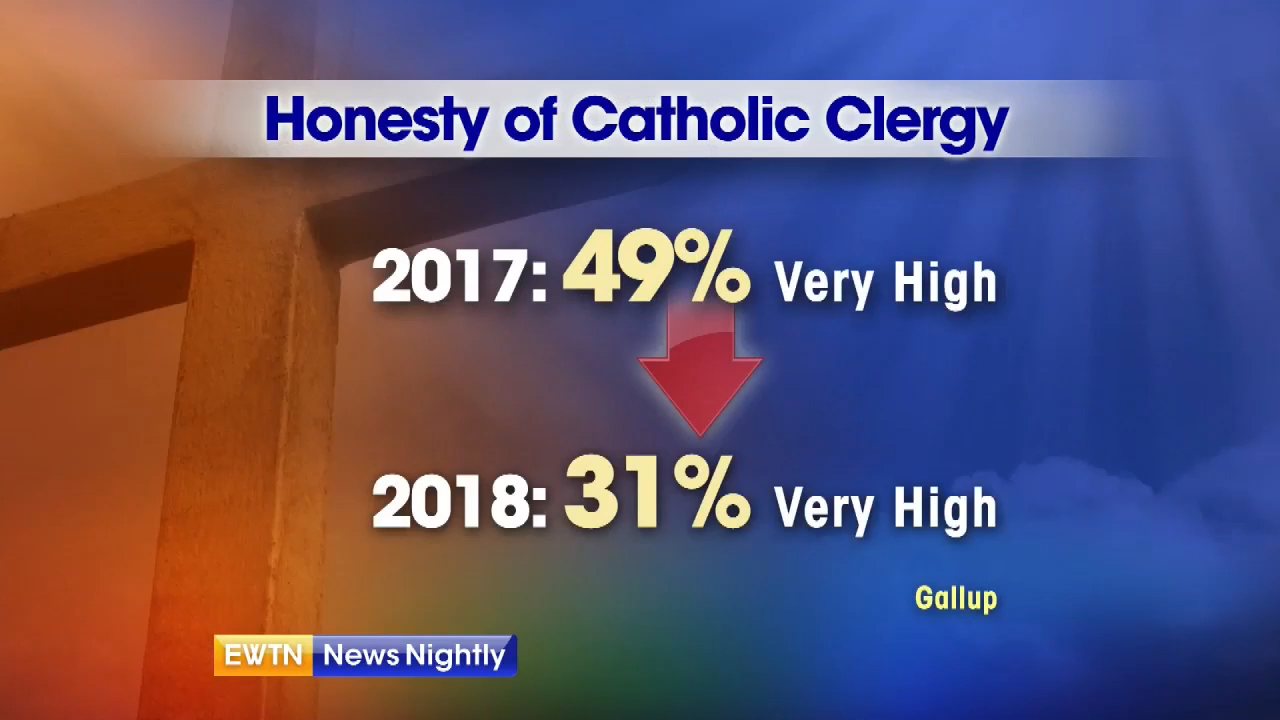 Honesty of Catholic Clergy
2017: 49% Very High
2018: 31% Very High
Gallup
EWTN News Nightly